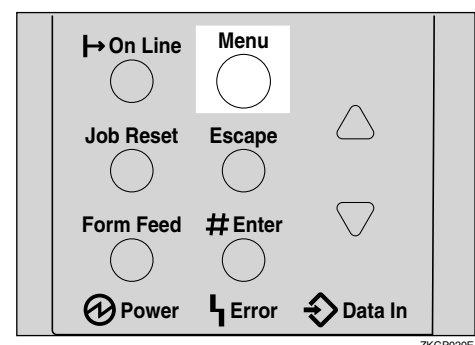 On Line Menu
Job Reset Escape
Form Feed # Enter
Power Error Data In